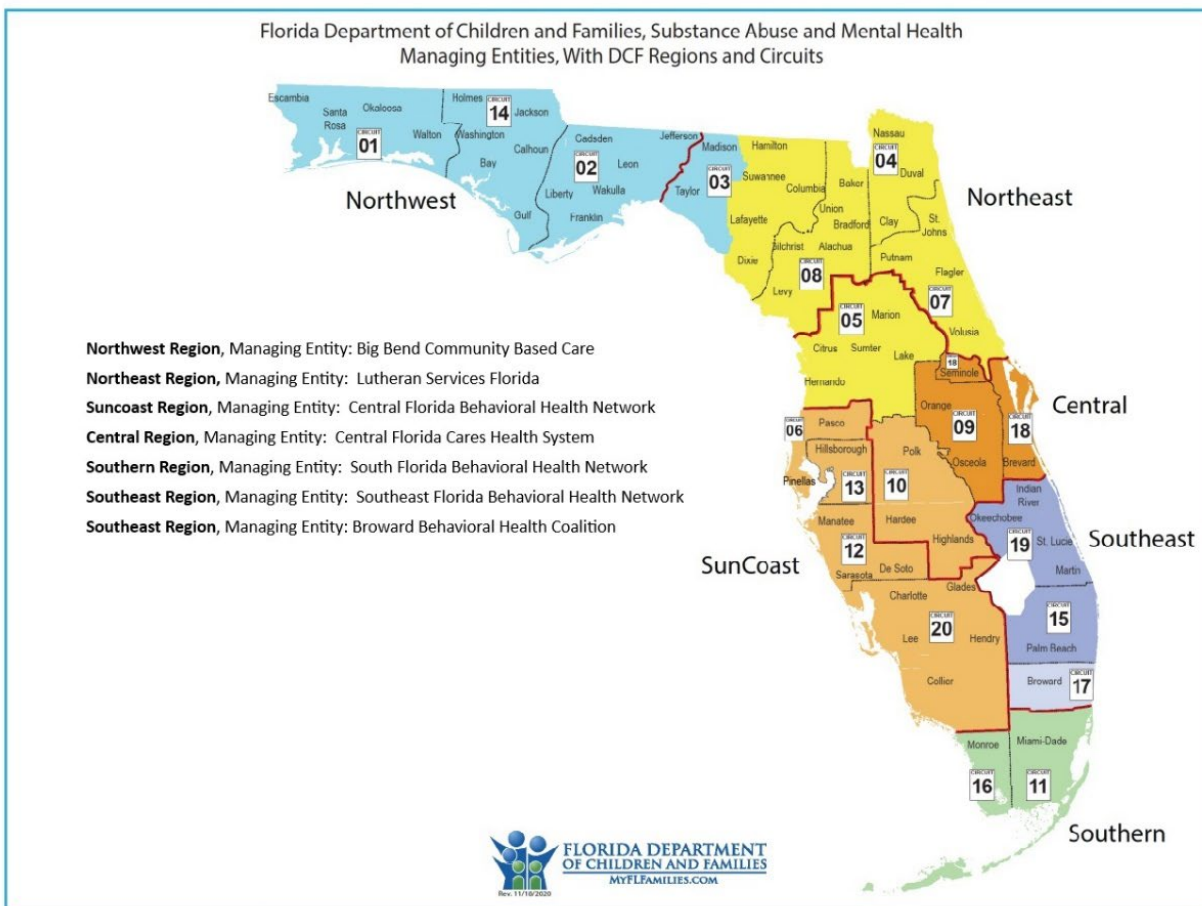 Florida Department of Children and Families, Substance Abuse and Mental Health
Managing Entities, With DCF Regions and Circuits
Escambia
Santa
Rosa
Okaloosa
Walton
CIRCUIT
01
Holmes
CIRCUIT
14
Jackson
Washington
Bay
Calhoun
Gulf
Gadsden
CIRCUIT
02
Leon
Liberty
Wakulla
Franklin
Jefferson
Madison
CIRCUIT
03
Taylor
Northwest
Hamilton
Suwannee
Columbia
Lafayette
Dixie
Baker
Union
Bradford
Gilchrist
Alachua
CIRCUIT
08
Levy
Nassau
CIRCUIT
04
Duval
Clay
St.
Johns
Putnam
Flagler
CIRCUIT
07
Volusia
Northeast
CIRCUIT
05
Marion
Citrus
Sumter
Lake
Hernando
18
Seminole
Orange
CIRCUIT
09
Osceola
CIRCUIT
18
Brevard
Central
Northwest Region, Managing Entity: Big Bend Community Based Care
Northeast Region, Managing Entity: Lutheran Services Florida
Suncoast Region, Managing Entity: Central Florida Behavioral Health Network
Central Region, Managing Entity: Central Florida Cares Health System
Southern Region, Managing Entity: South Florida Behavioral Health Network
Southeast Region, Managing Entity: Southeast Florida Behavioral Health Network
Southeast Region, Managing Entity: Broward Behavioral Health Coalition
CIRCUIT
06
Pasco
Hillsborough
Pinellas
CIRCUIT
13
Polk
CIRCUIT
10
Hardee
Highlands
Manatee
CIRCUIT
12
Sarasota
De Soto
SunCoast
Charlotte
Glades
Lee
CIRCUIT
20
Hendry
Collier
Indian
River
Okeechobee
CIRCUIT
19
St. Lucie
Martin
Southeast
CIRCUIT
15
Palm Beach
Broward
CIRCUIT
17
Monroe
CIRCUIT
16
Miami-Dade
CIRCUIT
11
Southern
FLORIDA DEPARTMENT
OF CHILDREN AND FAMILIES
MYFLFAMILIES.COM
Rev. 11/10/2020